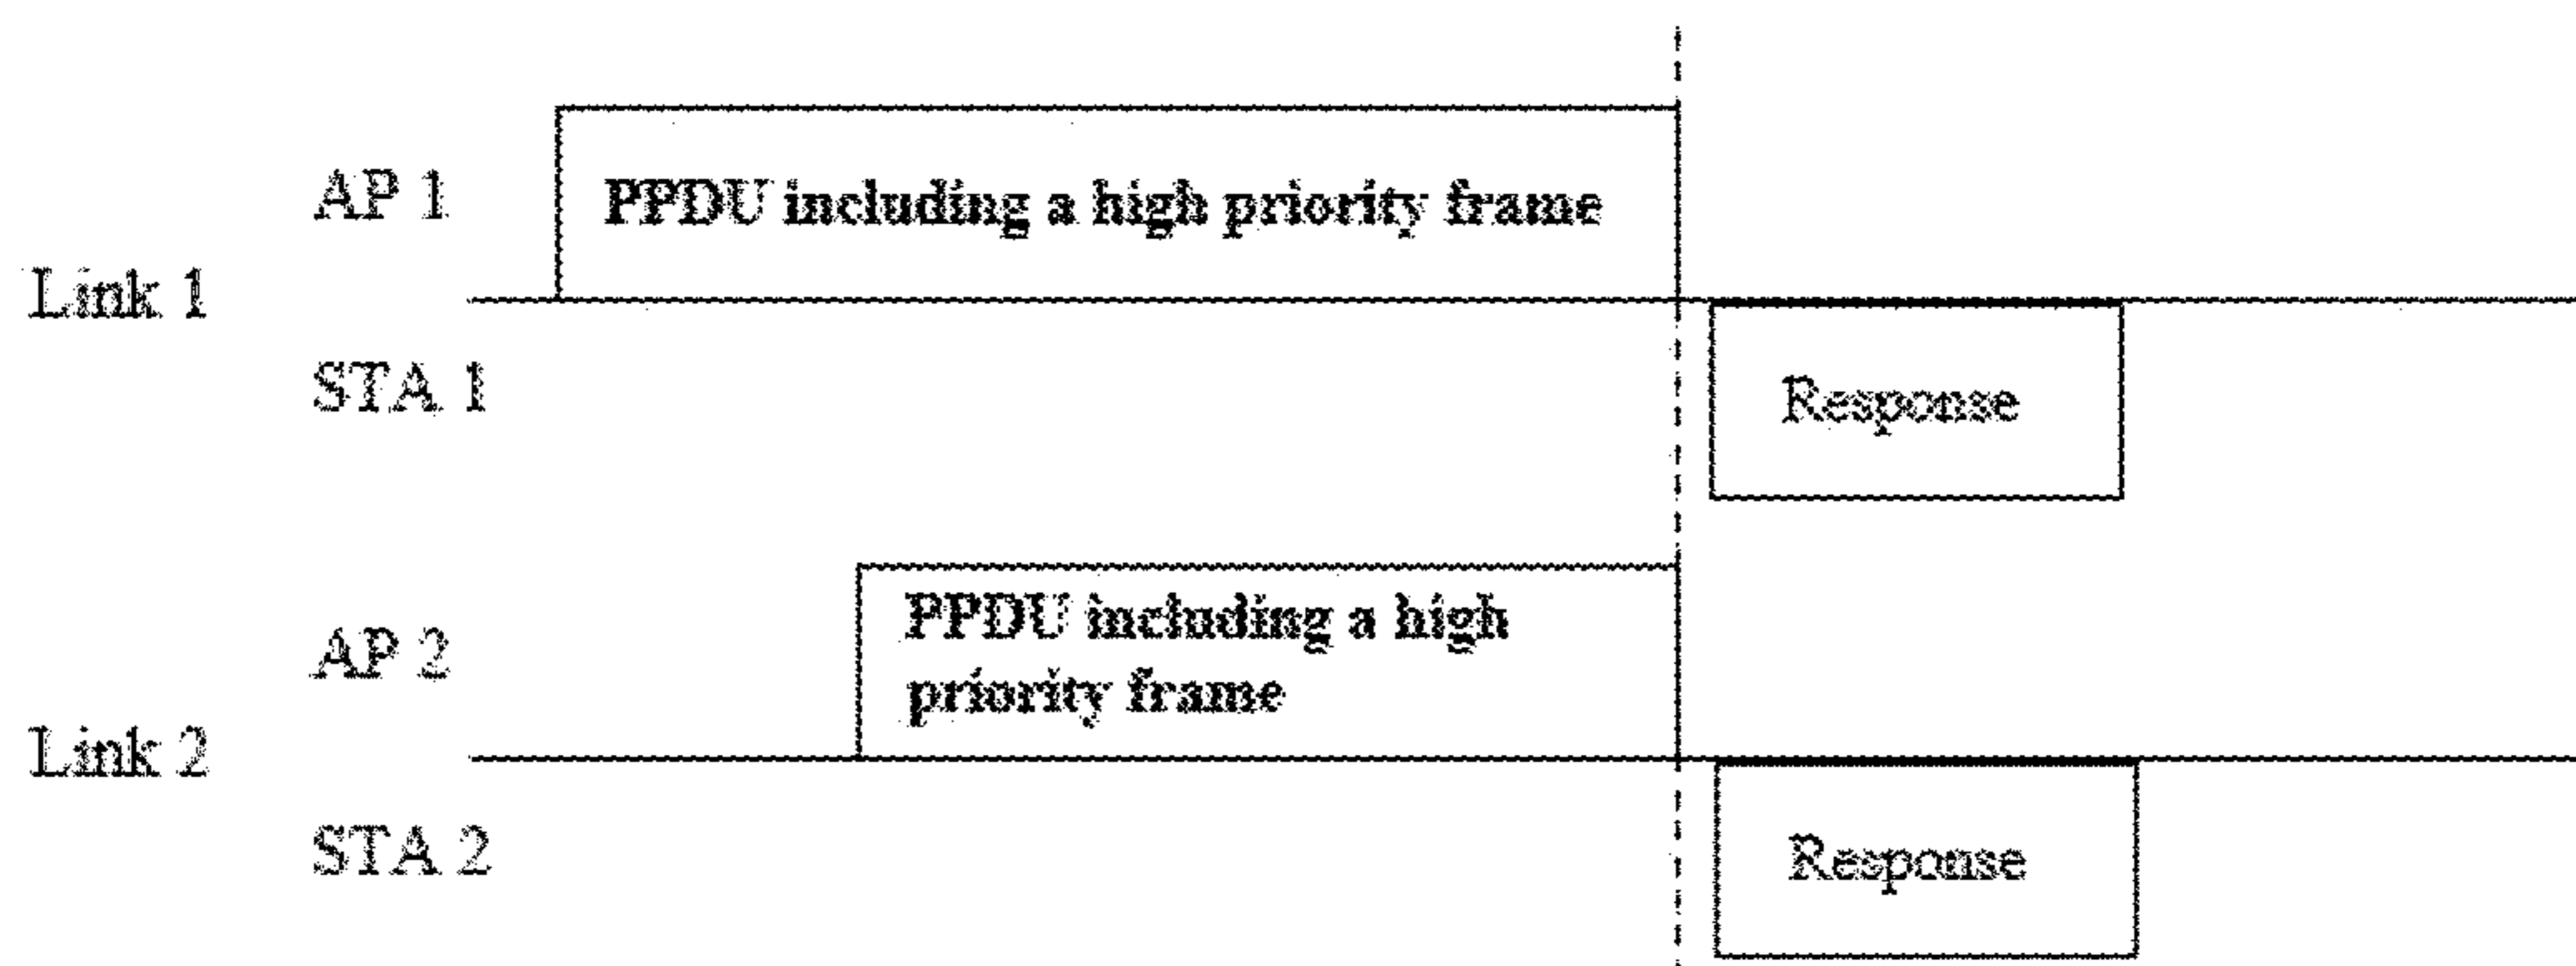 AP 1
PPDU including a high priority frame
Link 1
STA 1
Response
AP 2
PPDU including a high
priority frame
Link 2
STA 2
Response